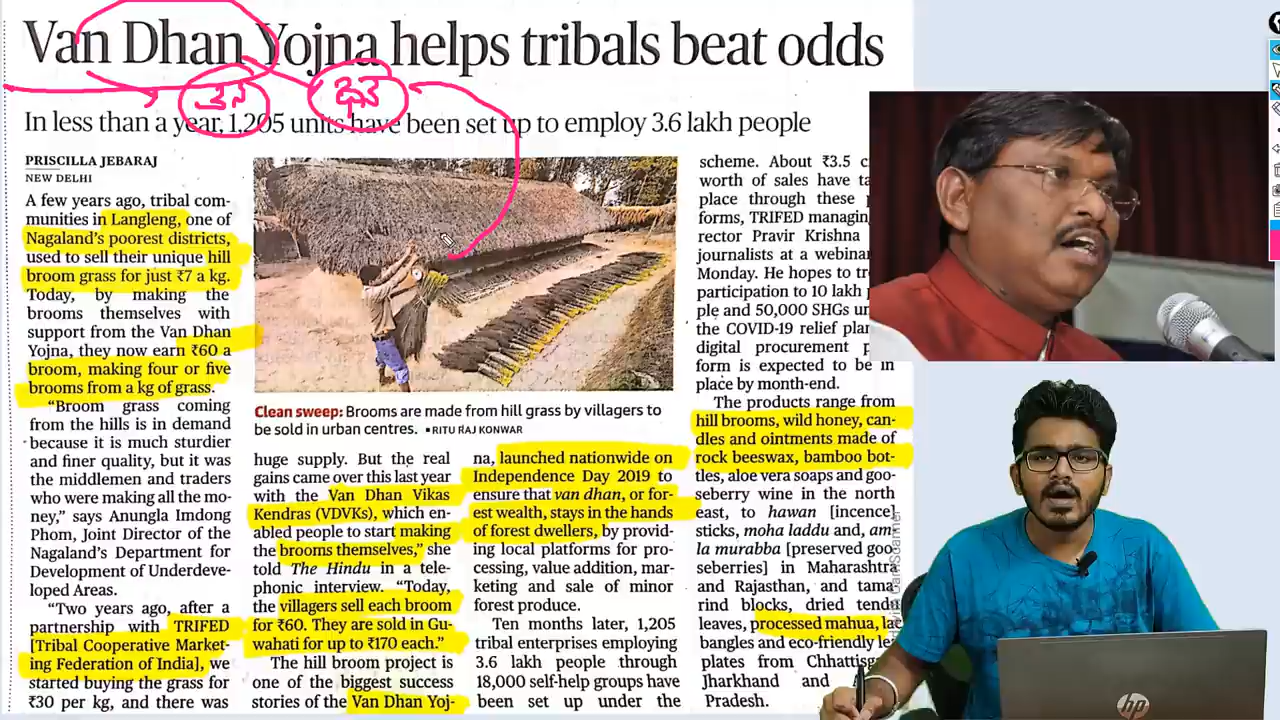 Van Dhan Yojna helps tribals beat odds
In less than a year, 1,205 units have been set up to employ 3.6 lakh people
PRISCILLA JEBARAJ
NEW DELHI
A few years ago, tribal com-
munities in Langleng, one of
Nagaland's poorest districts,
used to sell their unique hill
broom grass for just ₹7 a kg.
Today, by making the
brooms themselves with
support from the Van Dhan
Yojna, they now earn ₹60 a
broom, making four or five
brooms from a kg of grass.
"Broom grass coming
from the hills is in demand
because it is much sturdier
and finer quality, but it was
the middlemen and traders
who were making all the mo-
ney," says Anungla Imdong
Phom, Joint Director of the
Nagaland's Department for
Development of Underdeve-
loped Areas.
"Two years ago, after a
partnership with TRIFED
[Tribal Cooperative Market-
ing Federation of India], we
started buying the grass for
₹30 per kg, and there was
Clean sweep: Brooms are made from hill grass by villagers to
be sold in urban centres. ▪RITU RAJ KONWAR
huge supply. But the real
gains came over this last year
with the Van Dhan Vikas
Kendras (VDVKs), which en-
abled people to start making
the brooms themselves," she
told The Hindu in a tele-
phonic interview. "Today,
the villagers sell each broom
for ₹60. They are sold in Gu-
wahati for up to ₹170 each."
The hill broom project is
one of the biggest success
stories of the Van Dhan Yoj-
na, launched nationwide on
Independence Day 2019 to
ensure that van dhan, or for-
est wealth, stays in the hands
of forest dwellers, by provid-
ing local platforms for pro-
cessing, value addition, mar-
keting and sale of minor
forest produce.
Ten months later, 1,205
tribal enterprises employing
3.6 lakh people through
18,000 self-help groups have
been set up under the
scheme. About ₹3.5 c
worth of sales have ta
place through these
forms, TRIFED managin
rector Pravir Krishna
journalists at a webina
Monday. He hopes to tr
participation to 10 lakh
ple and 50,000 SHGs u
the COVID-19 relief plan
digital procurement p
form is expected to be in
place by month-end.
The products range from
hill brooms, wild honey, can-
dles and ointments made of
rock beeswax, bamboo bot-
tles, aloe vera soaps and goo-
seberry wine in the north
east, to hawan [incense]
sticks, moha laddu and, am
la murabba [preserved goo
seberries] in Maharashtra
and Rajasthan, and tama
rind blocks, dried tend
leaves, processed mahua, la
bangles and eco-friendly le
plates from Chhattisg
Jharkhand and
Pradesh.
hp